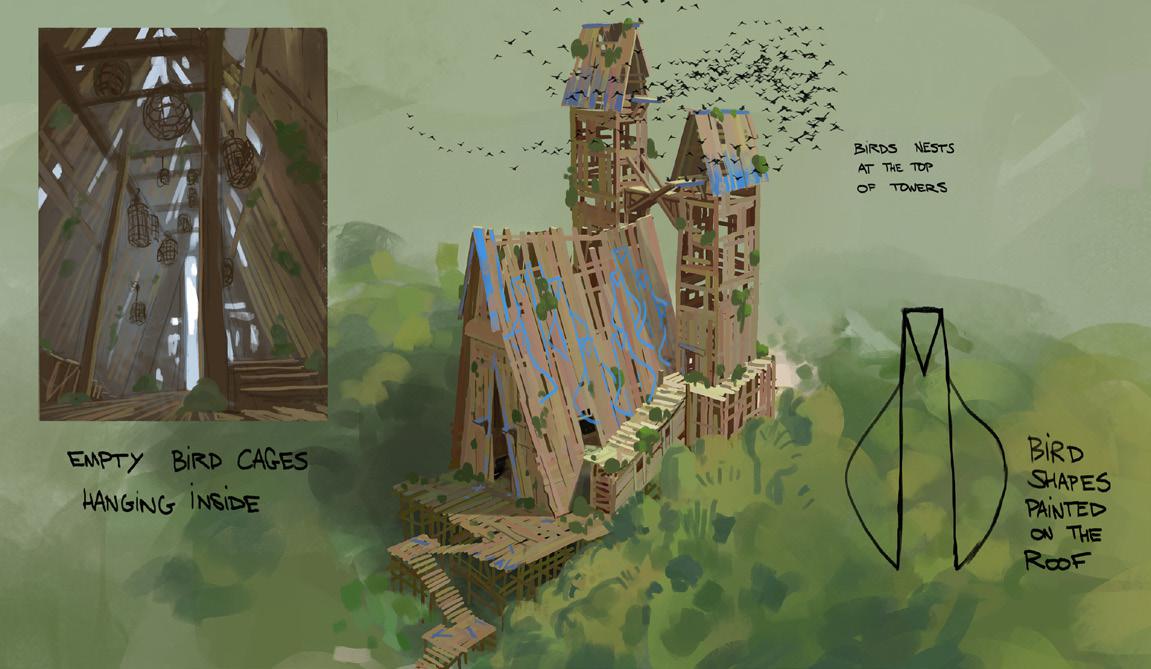 EMPTY BIRD CAGES
HANGING INSIDE
BIRDS NESTS
AT THE TOP
OF TOWERS
BIRD
SHAPES
PAINTED
ON THE
ROOF